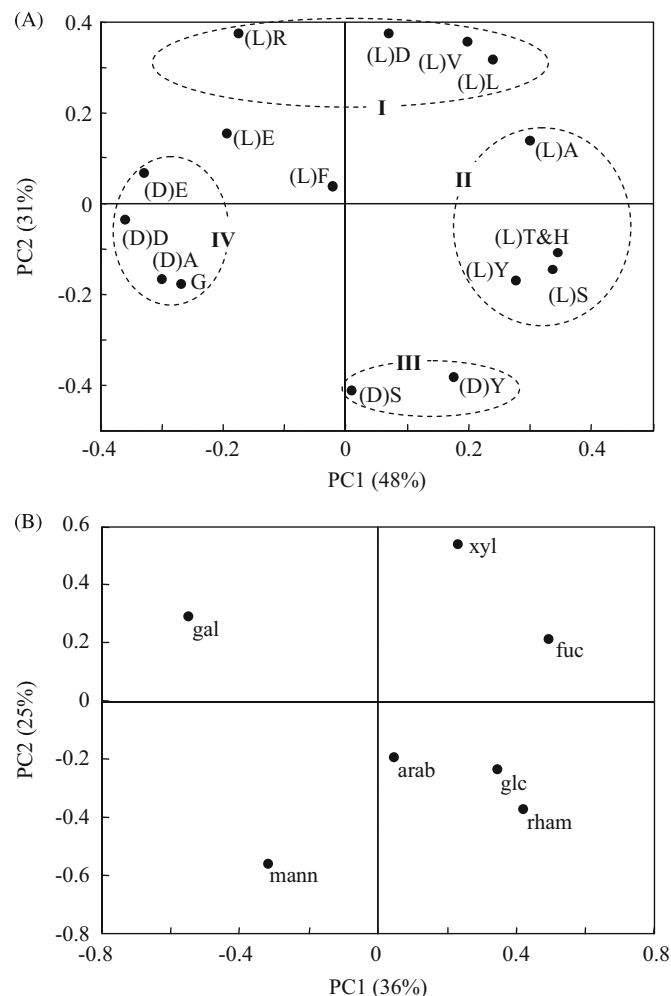 (A)
0.4
(L)R
(L)D
(L)V
(L)L
I
0.2
(L)E
II
(L)A
(L)F
(D)E
0
(D)D
IV
(L)T&H
(D)A
G
(L)Y
(L)S
-0.2
III
(D)S
(D)Y
-0.4
PC2 (31%)
-0.4
-0.2
0
0.2
0.4
PC1 (48%)
(B)
0.6
xyl
0.4
gal
fuc
0.2
0
-0.2
arab
glc
rham
-0.4
mann
-0.6
-0.8
PC2 (25%)
-0.8
-0.4
0
0.4
0.8
PC1 (36%)